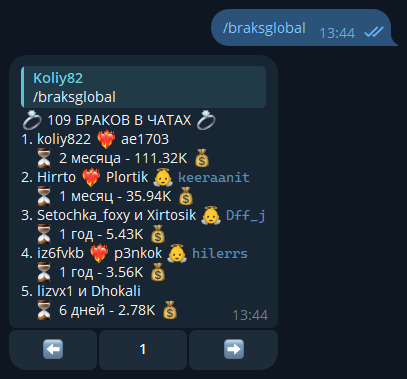 /braksglobal 13:44
Koliy82
/braksglobal
💍 109 БРАКОВ В ЧАТАХ 💍
1. koliy822 ❤️‍🔥 ae1703
⏳ 2 месяца - 111.32K 💰
2. Hirrto ❤️‍🔥 Plortik 👼 keeraanit
⏳ 1 месяц - 35.94K 💰
3. Setochka_foxy и Xirtosik 👼 Dff_j
⏳ 1 год - 5.43K 💰
4. iz6fvkb ❤️‍🔥 p3nkok 👼 hilerrs
⏳ 1 год - 3.56K 💰
5. lizvx1 и Dhokali
⏳ 6 дней - 2.78K 💰
13:44
⬅️ 1 ➡️